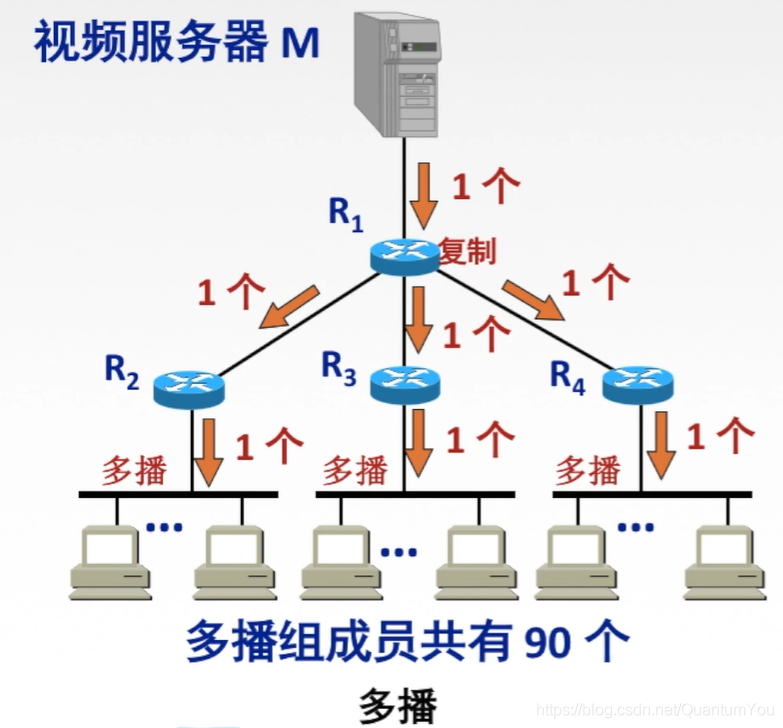 视频服务器 M
1 个
R1
复制
1 个
1 个
1 个
R2
R3
R4
1 个
1 个
1 个
多播
多播
多播
...
...
...
多播组成员共有 90 个
多播
https://blog.csdn.net/QuantumYou